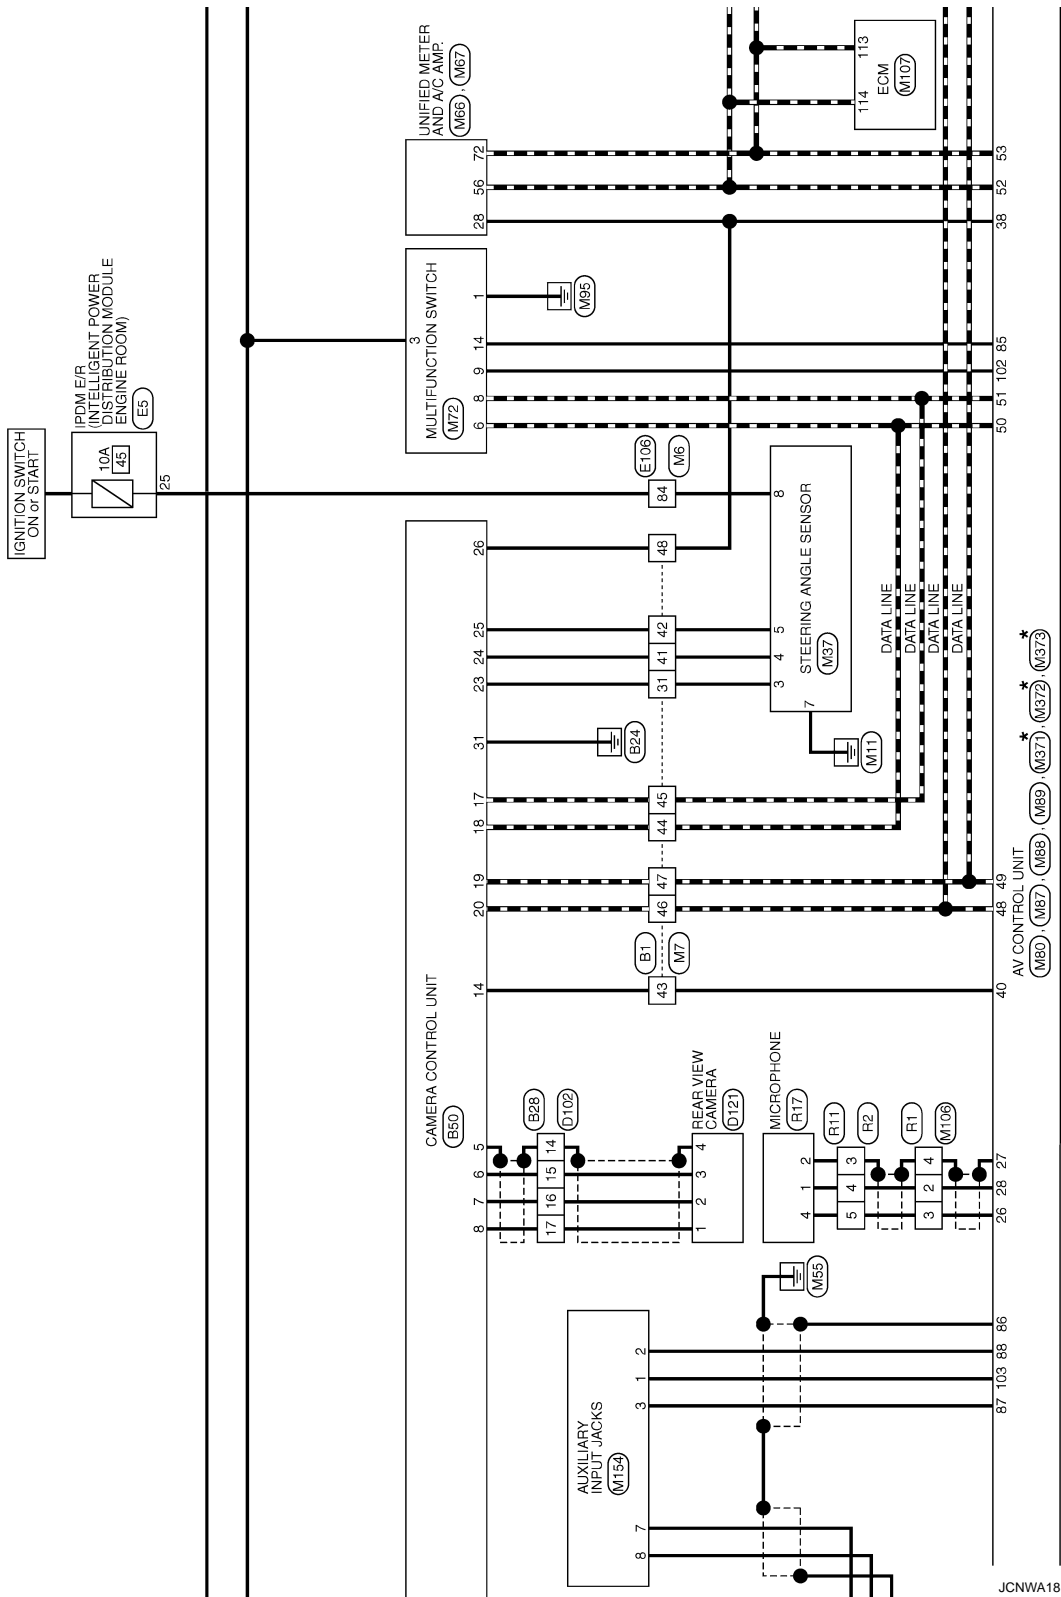 IGNITION SWITCH
ON or START
IPDM E/R
(INTELLIGENT POWER
DISTRIBUTION MODULE
ENGINE ROOM)
E5
10A
45
25
UNIFIED METER
AND A/C AMP.
M66 , M67
72
56
28
MULTIFUNCTION SWITCH
M72
3
1
14
9
8
6
M95
ECM
M107
113
114
53
52
38
85
102
51
50
E106
M6
84
8
STEERING ANGLE SENSOR
M37
5
4
3
7
M11
CAMERA CONTROL UNIT
B50
26
25
24
23
31
17
18
19
20
14
5
6
7
8
48
42
41
31
B24
45
44
47
46
B1
M7
43
DATA LINE
DATA LINE
DATA LINE
DATA LINE
49
48
40
AV CONTROL UNIT
M80 , M87 , M88 , M89 , M371 * , M372 * , M373 *
B28
D102
14
15
16
17
REAR VIEW
CAMERA
D121
4
3
2
1
MICROPHONE
R17
2
1
4
R11
R2
3
4
5
R1
M106
4
2
3
27
28
26
M55
AUXILIARY
INPUT JACKS
M154
2
1
3
7
8
86
88
103
87
JCNWA18